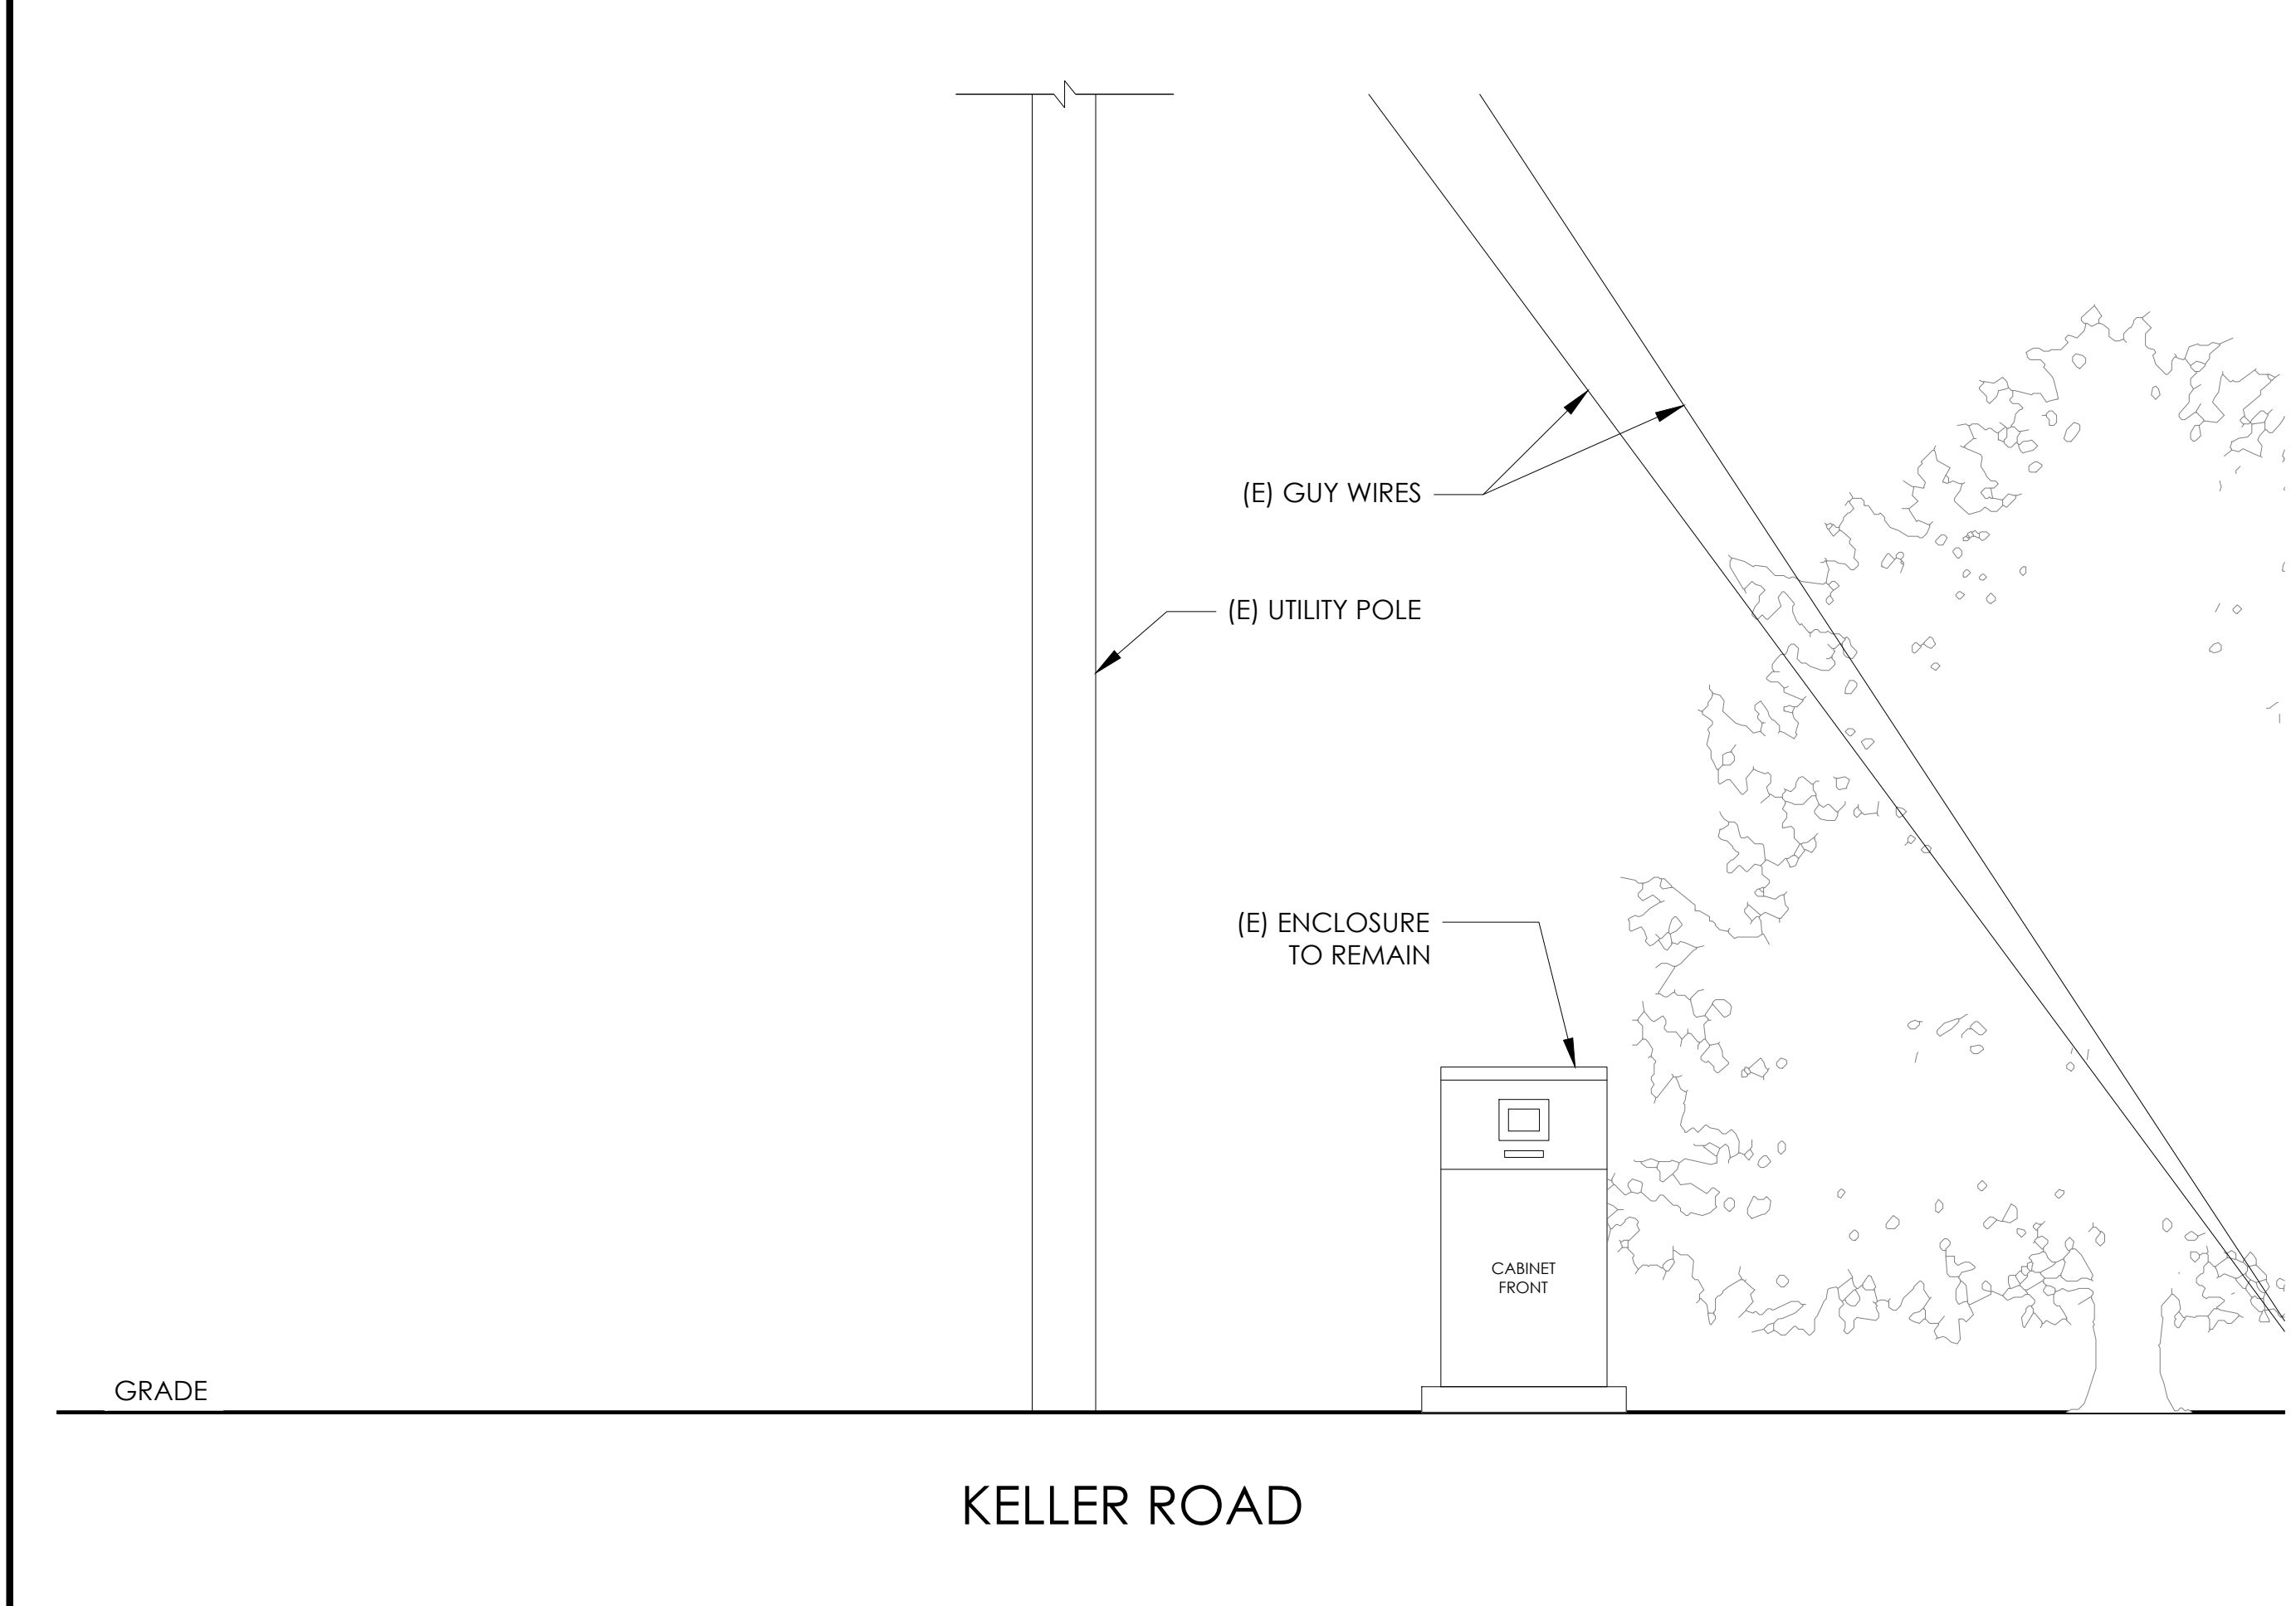 (E) GUY WIRES
(E) UTILITY POLE
(E) ENCLOSURE
TO REMAIN
CABINET
FRONT
GRADE
KELLER ROAD